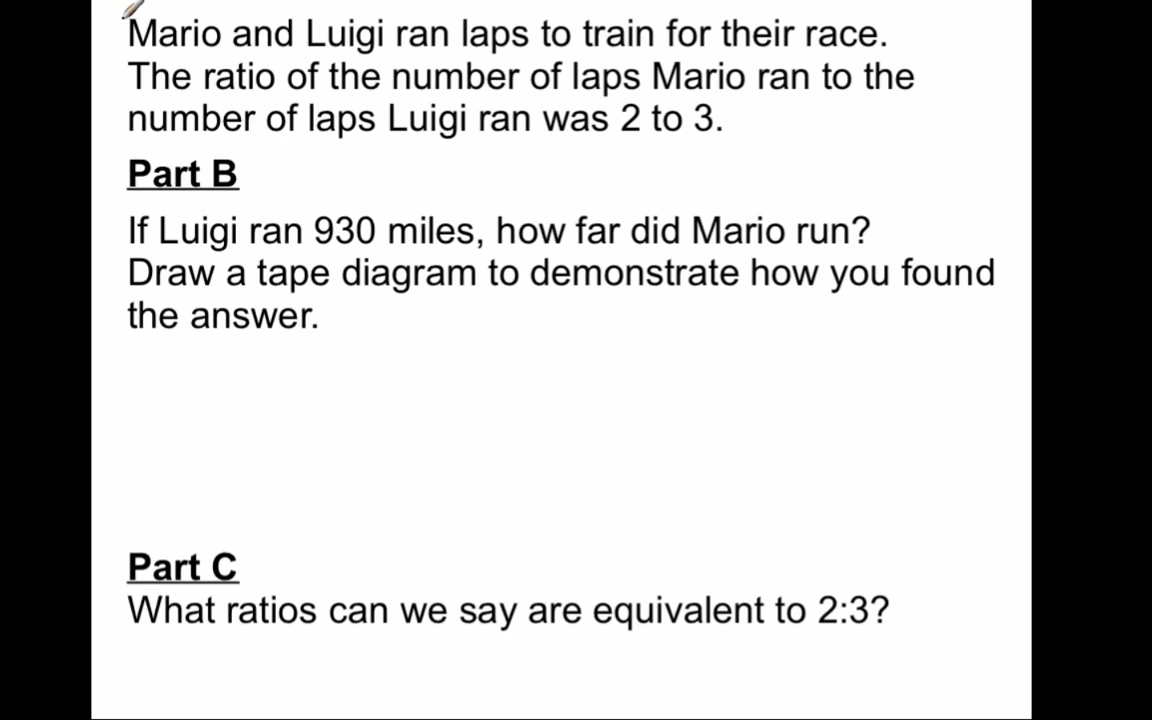 Mario and Luigi ran laps to train for their race.
The ratio of the number of laps Mario ran to the
number of laps Luigi ran was 2 to 3.
Part B
If Luigi ran 930 miles, how far did Mario run?
Draw a tape diagram to demonstrate how you found
the answer.
Part C
What ratios can we say are equivalent to 2:3?